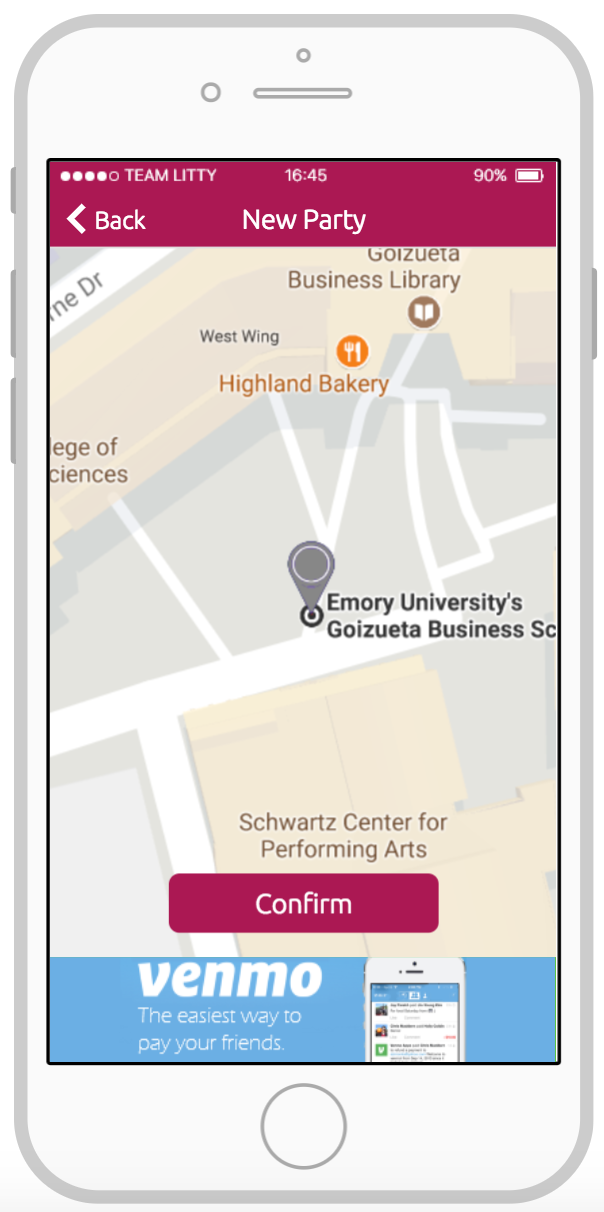 TEAM LITTY 16:45 90%
Back New Party
Goizueta
Business Library
ne Dr
West Wing
Highland Bakery
lege of
ciences
Emory University's
Goizueta Business Sc
Schwartz Center for
Performing Arts
Confirm
venmo
The easiest way to
pay your friends.